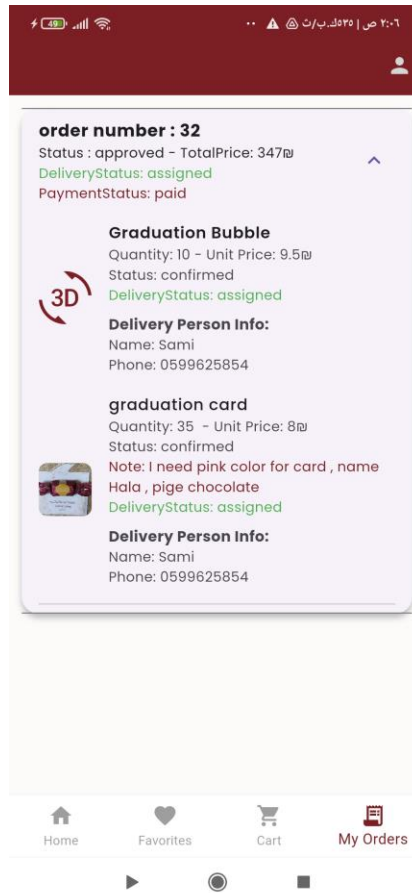 ٢:٠٦ ص | ٥٣٥ك.ب/ث
49
order number : 32
Status : approved - TotalPrice: 347₪
DeliveryStatus: assigned
PaymentStatus: paid
Graduation Bubble
Quantity: 10 - Unit Price: 9.5₪
Status: confirmed
DeliveryStatus: assigned
3D
Delivery Person Info:
Name: Sami
Phone: 0599625854
graduation card
Quantity: 35 - Unit Price: 8₪
Status: confirmed
Note: I need pink color for card , name
Hala , pige chocolate
DeliveryStatus: assigned
Delivery Person Info:
Name: Sami
Phone: 0599625854
Home
Favorites
Cart
My Orders